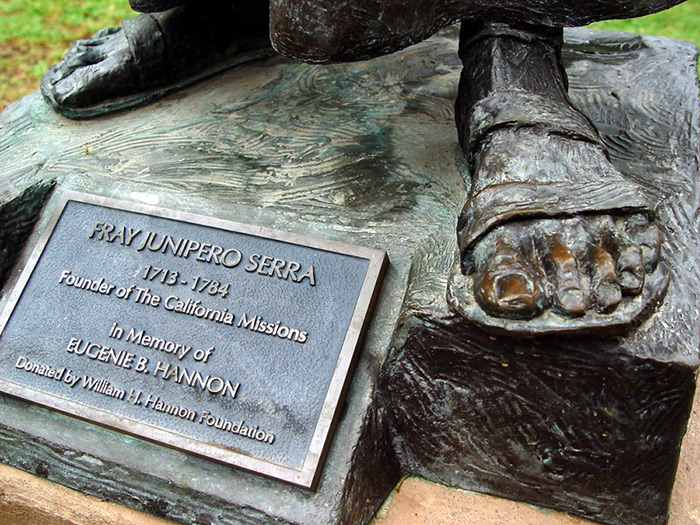 FRAY JUNIPERO SERRA
1713-1784
Founder of The California Missions
In Memory of
EUGENIE B. HANNON
Donated by William H. Hannon Foundation